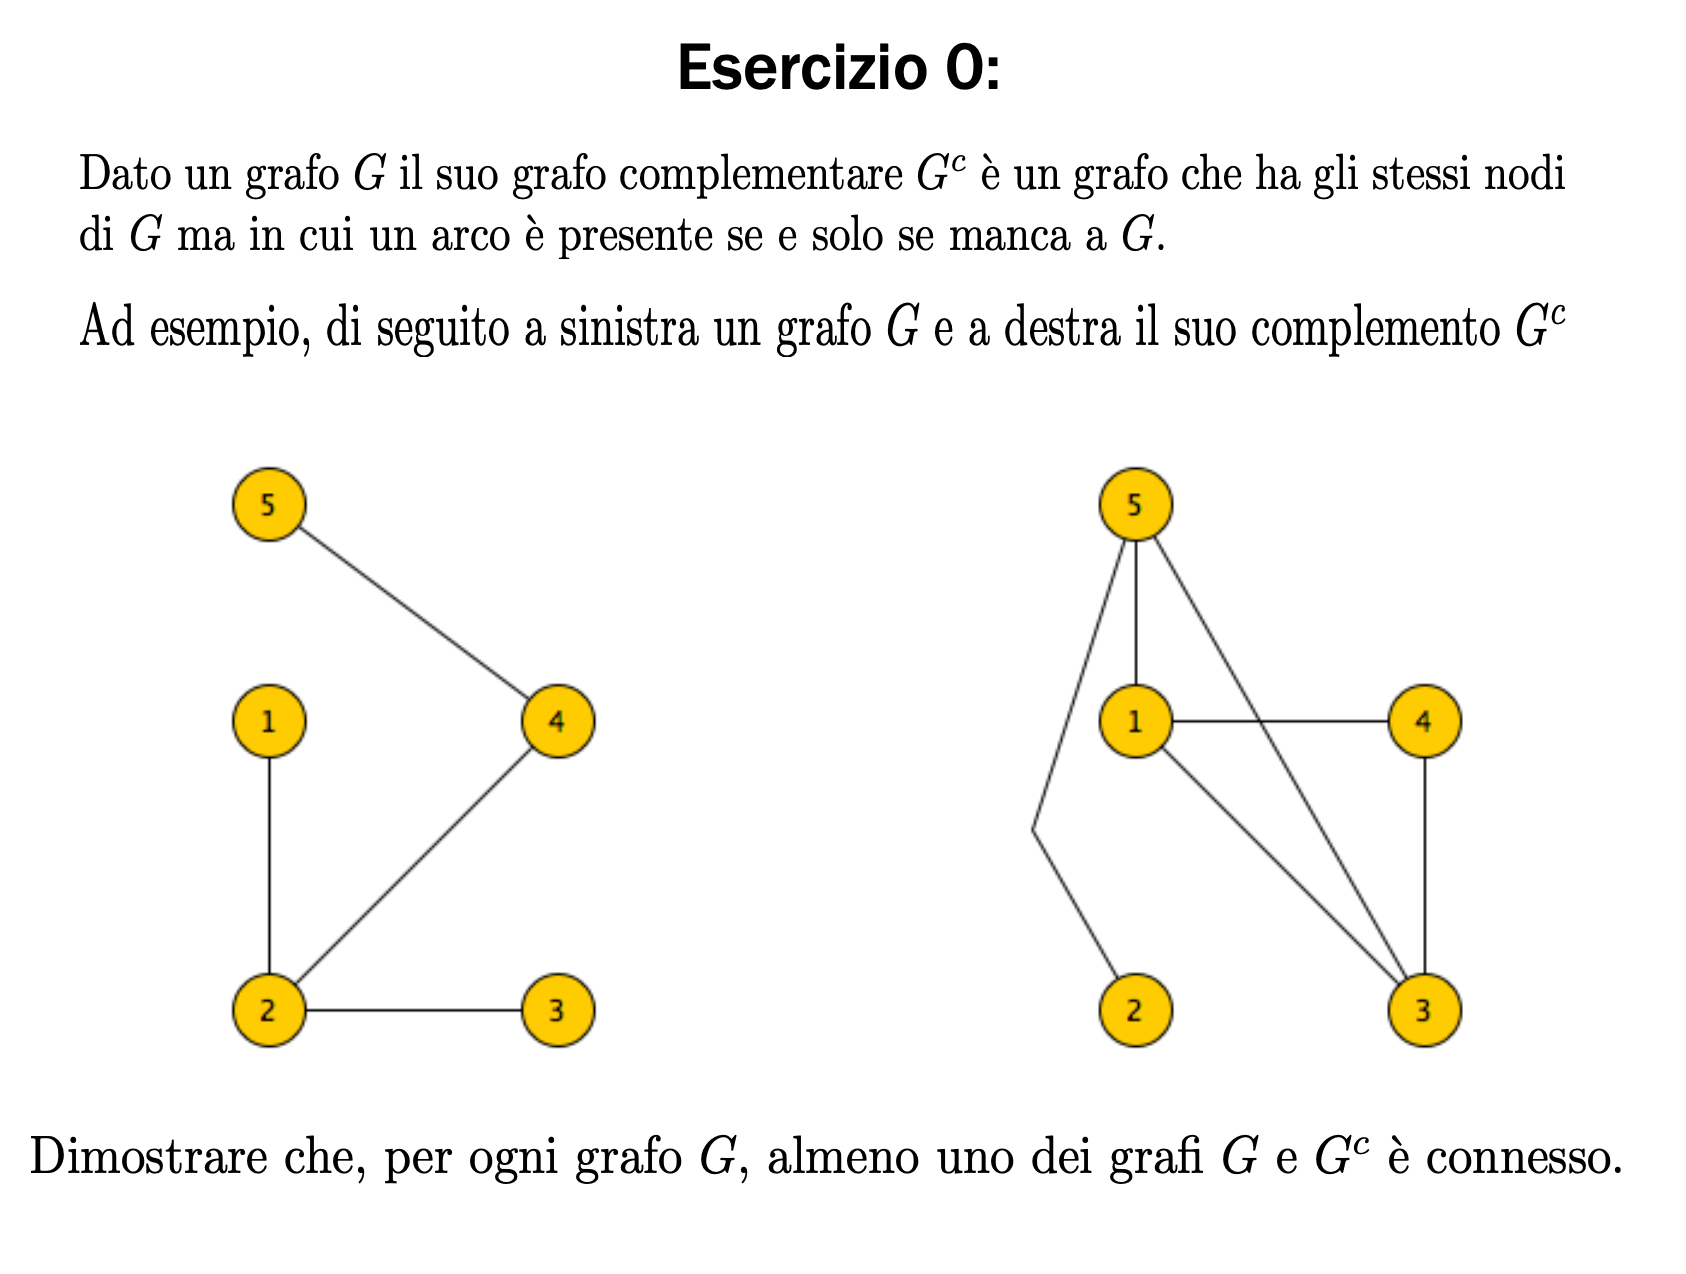 Esercizio 0:
Dato un grafo G il suo grafo complementare Gᶜ è un grafo che ha gli stessi nodi
di G ma in cui un arco è presente se e solo se manca a G.
Ad esempio, di seguito a sinistra un grafo G e a destra il suo complemento Gᶜ
5
5
1
4
1
4
2
3
2
3
Dimostrare che, per ogni grafo G, almeno uno dei grafi G e Gᶜ è connesso.